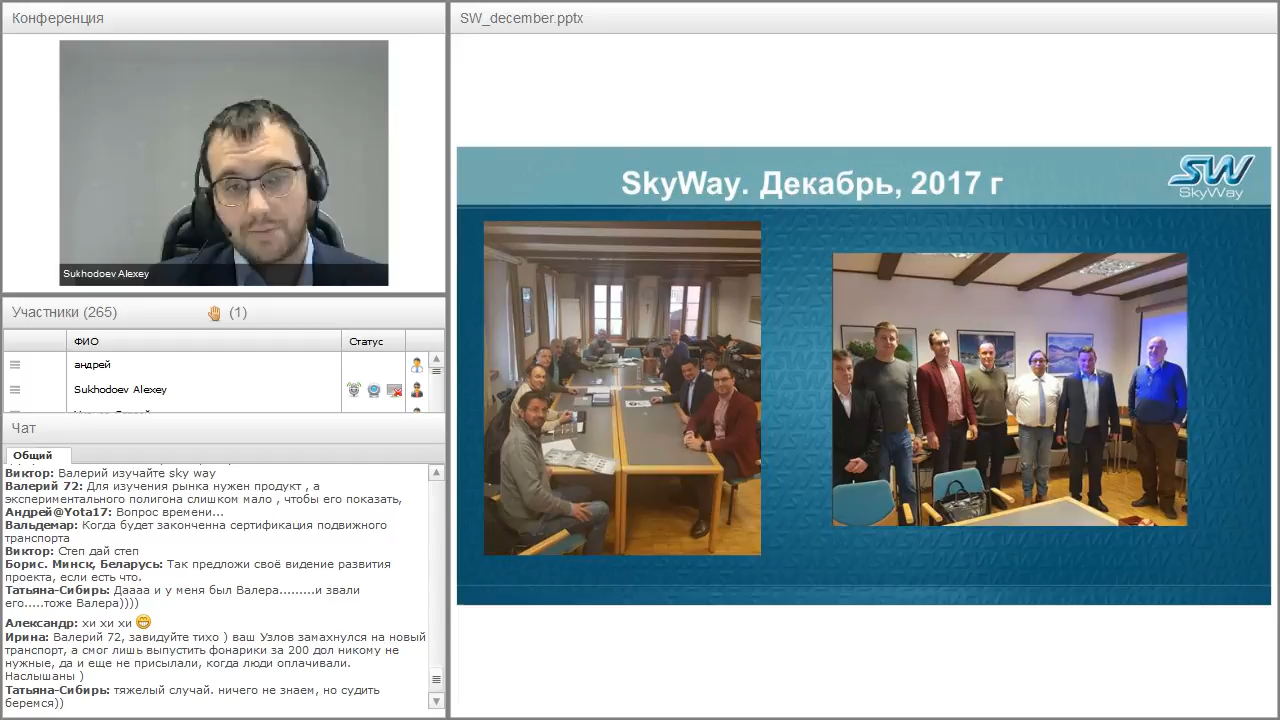 Конференция
Sukhodoev Alexey
Участники (265)
(1)
ФИО
Статус
андрей
Sukhodoev Alexey
Чат
Общий
Виктор: Валерий изучайте sky way
Валерий 72: Для изучения рынка нужен продукт , а
экспериментального полигона слишком мало , чтобы его показать,
Андрей@Yota17: Вопрос времени...
Вальдемар: Когда будет законченна сертификация подвижного
транспорта
Виктор: Степ дай степ
Борис. Минск, Беларусь: Так предложи своё видение развития
проекта, если есть что.
Татьяна-Сибирь: Даааа и у меня был Валера.........и звали
его.....тоже Валера))))
Александр: хи хи хи
Ирина: Валерий 72, завидуйте тихо ) ваш Узлов замахнулся на новый
транспорт, а смог лишь выпустить фонарики за 200 дол никому не
нужные, да и еще не присылали, когда люди оплачивали.
Наслышаны )
Татьяна-Сибирь: тяжелый случай. ничего не знаем, но судить
беремся))
SW_december.pptx
SkyWay. Декабрь, 2017 г
SW
SkyWay